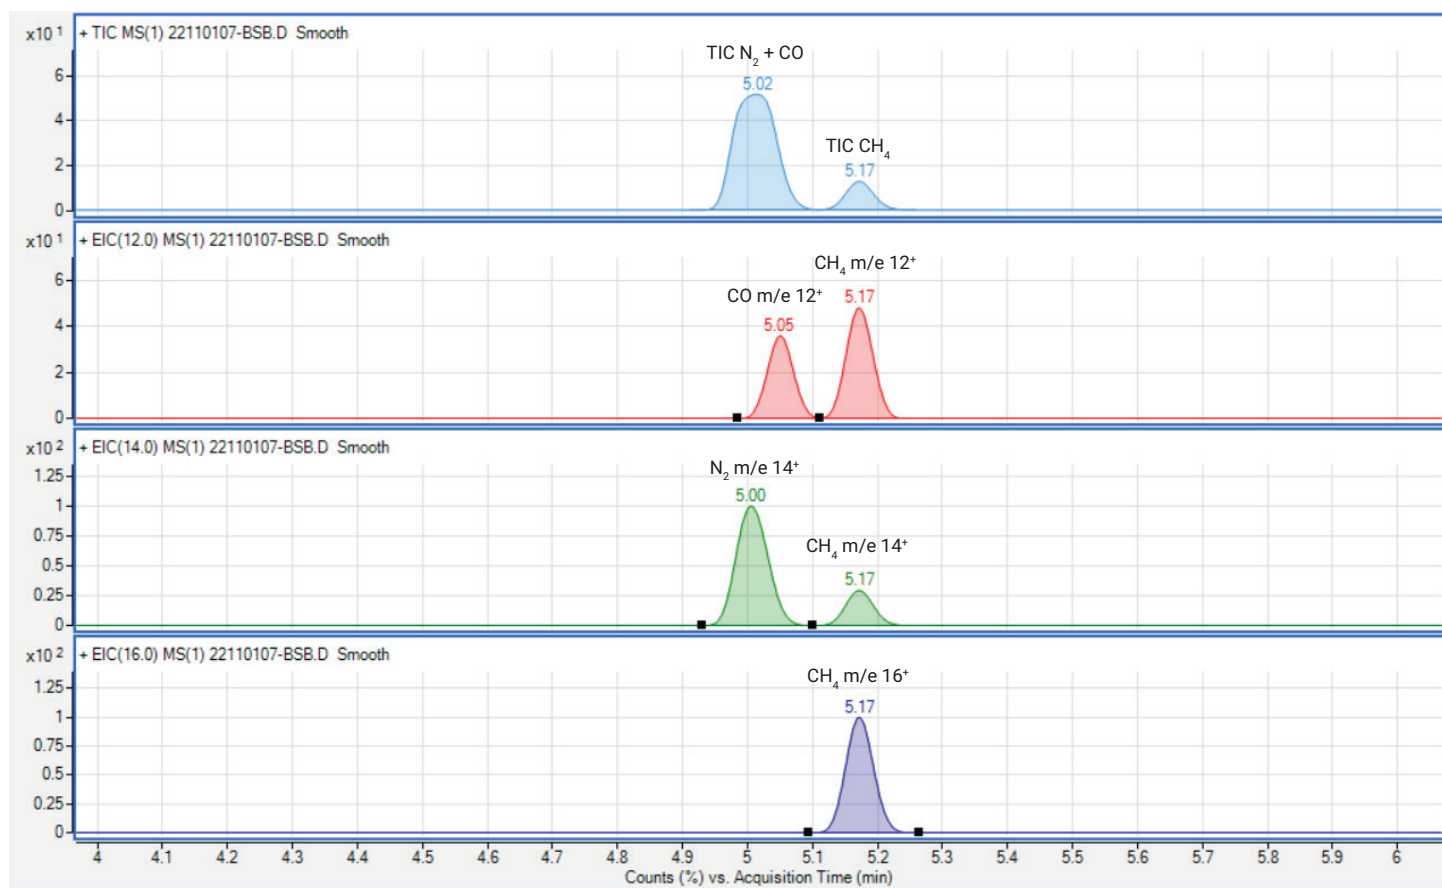 x10 1 + TIC MS(1) 22110107-BSB.D Smooth
TIC N₂ + CO
5.02
TIC CH₄
5.17
6
4
2
0
x10 1 + EIC(12.0) MS(1) 22110107-BSB.D Smooth
CH₄ m/e 12⁺
CO m/e 12⁺
5.17
5.05
6
4
2
0
x10 2 + EIC(14.0) MS(1) 22110107-BSB.D Smooth
N₂ m/e 14⁺
5.00
CH₄ m/e 14⁺
5.17
1.25
1
0.75
0.5
0.25
0
x10 2 + EIC(16.0) MS(1) 22110107-BSB.D Smooth
CH₄ m/e 16⁺
5.17
1.25
1
0.75
0.5
0.25
0
4 4.1 4.2 4.3 4.4 4.5 4.6 4.7 4.8 4.9 5 5.1 5.2 5.3 5.4 5.5 5.6 5.7 5.8 5.9 6
Counts (%) vs. Acquisition Time (min)